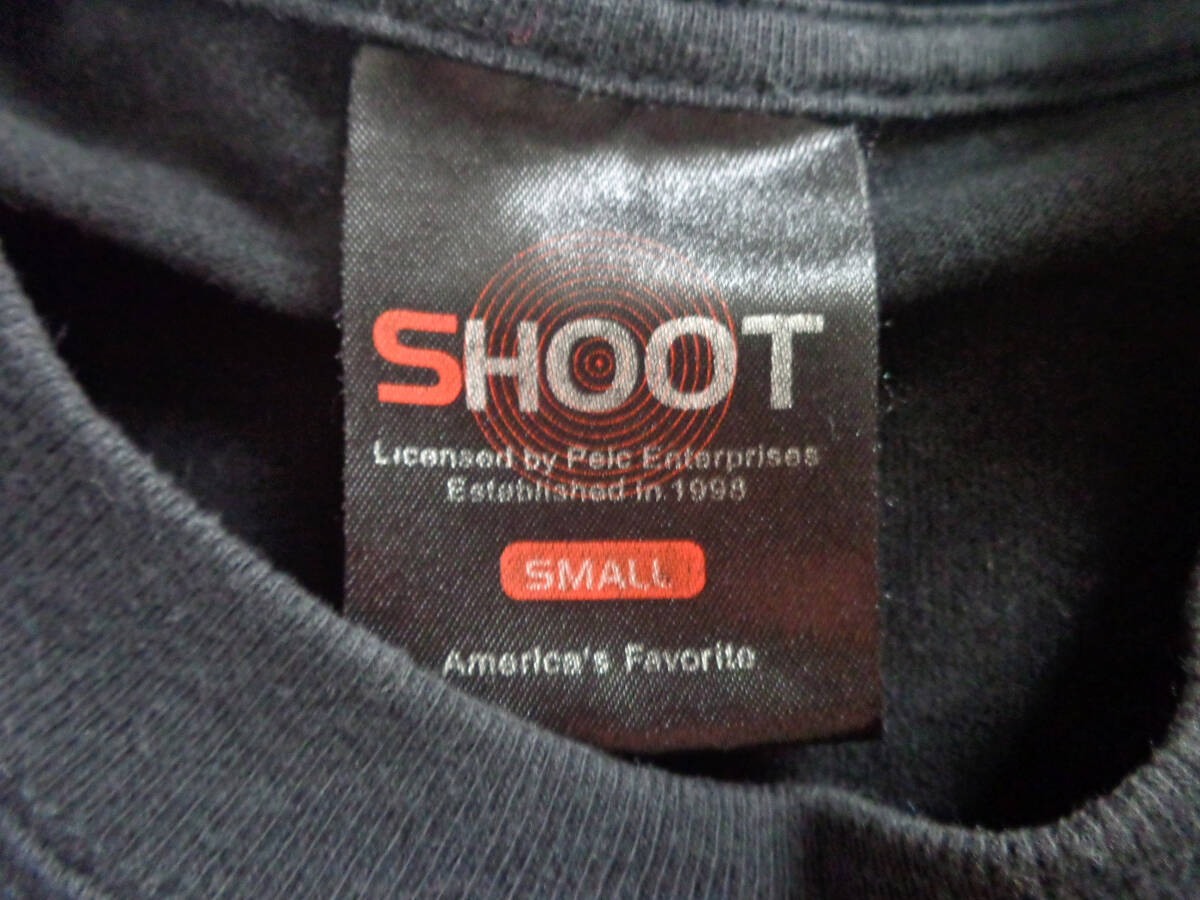 SHOOT
Licensed by Pelc Enterprises
Established in 1998
SMALL
America's Favorite